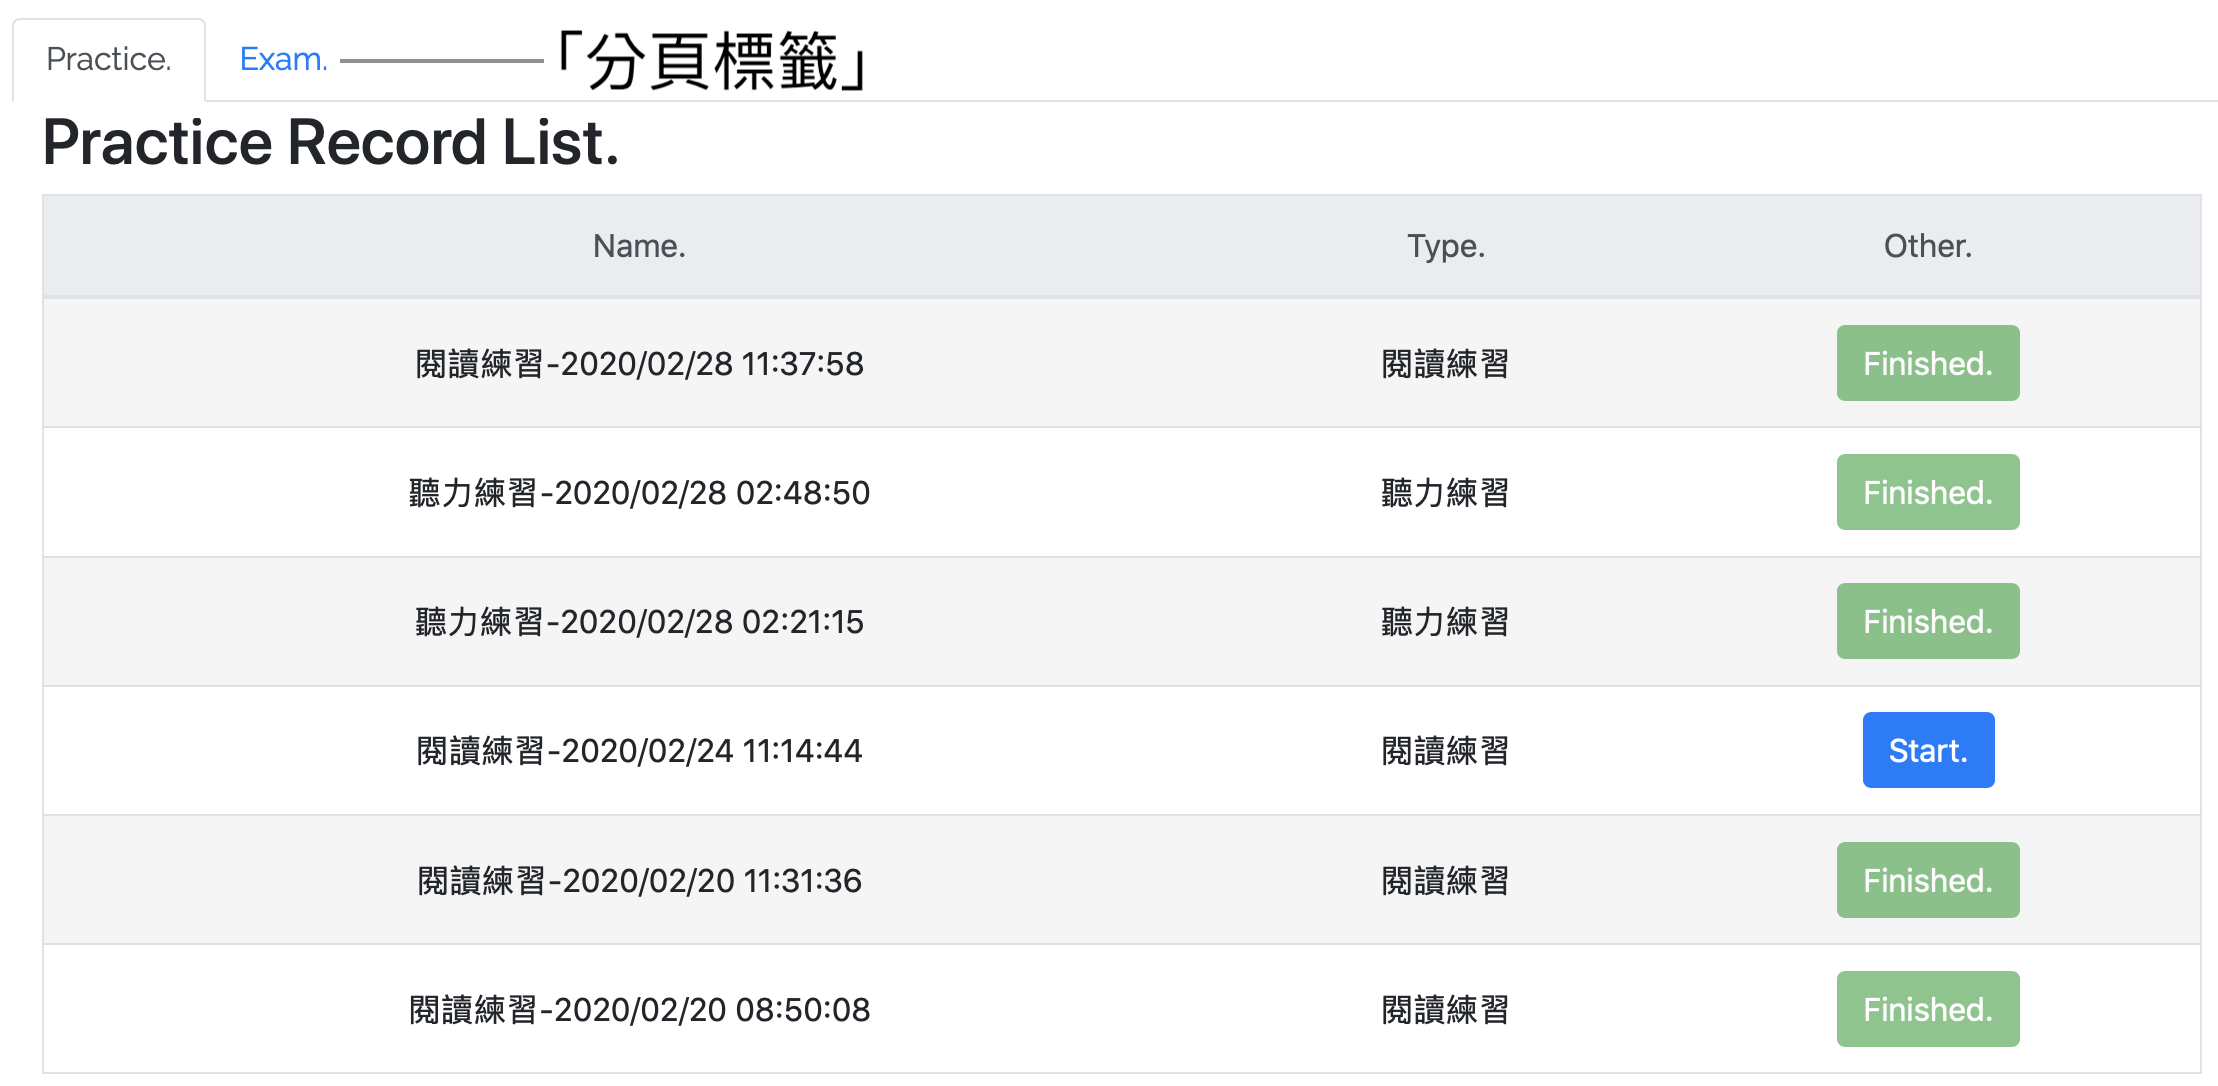 Practice. Exam. 「分頁標籤」
Practice Record List.
Name. Type. Other.
閱讀練習-2020/02/28 11:37:58 閱讀練習 Finished.
聽力練習-2020/02/28 02:48:50 聽力練習 Finished.
聽力練習-2020/02/28 02:21:15 聽力練習 Finished.
閱讀練習-2020/02/24 11:14:44 閱讀練習 Start.
閱讀練習-2020/02/20 11:31:36 閱讀練習 Finished.
閱讀練習-2020/02/20 08:50:08 閱讀練習 Finished.